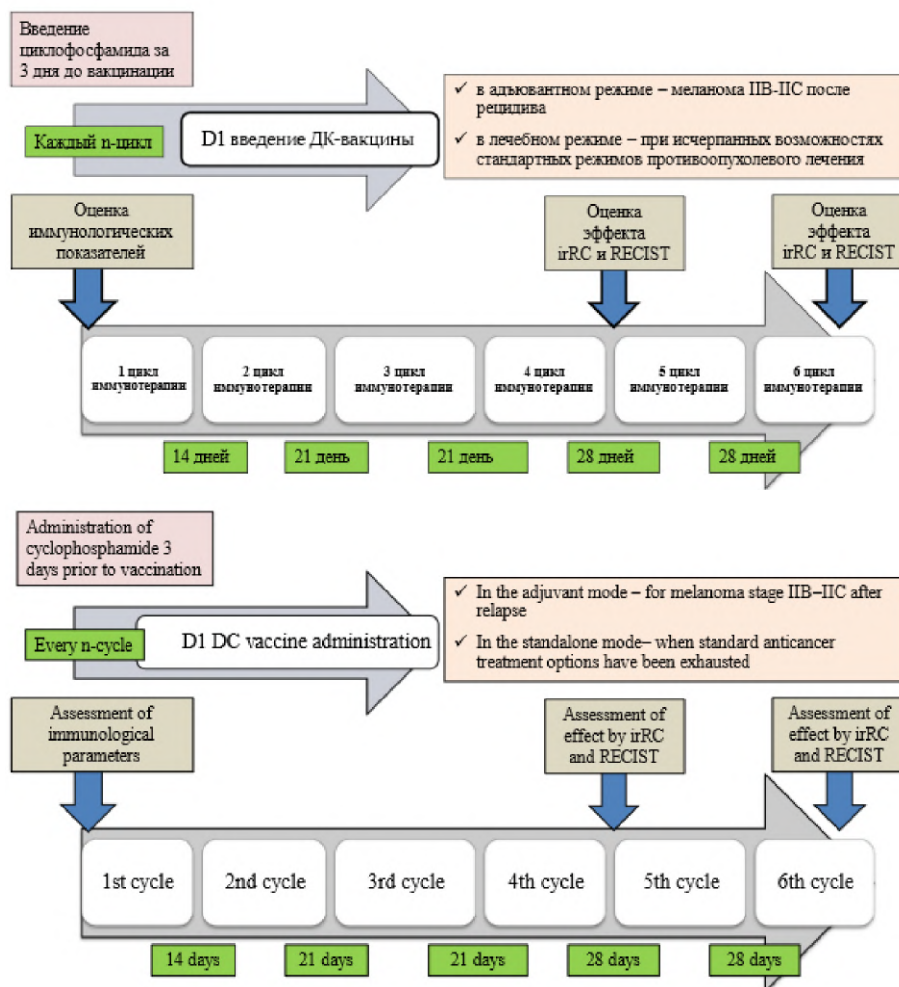 Введение
циклофосфамида за
3 дня до вакцинации
Каждый n-цикл
D1 введение ДК-вакцины
✓ в адъювантном режиме – меланома IIB-IIC после
рецидива
✓ в лечебном режиме – при исчерпанных возможностях
стандартных режимов противоопухолевого лечения
Оценка
иммунологических
показателей
Оценка
эффекта
irRC и RECIST
Оценка
эффекта
irRC и RECIST
1 цикл
иммунотерапии
2 цикл
иммунотерапии
3 цикл
иммунотерапии
4 цикл
иммунотерапии
5 цикл
иммунотерапии
6 цикл
иммунотерапии
14 дней
21 день
21 день
28 дней
28 дней
Administration of
cyclophosphamide 3
days prior to vaccination
Every n-cycle
D1 DC vaccine administration
✓ In the adjuvant mode – for melanoma stage IIB–IIC after
relapse
✓ In the standalone mode– when standard anticancer
treatment options have been exhausted
Assessment of
immunological
parameters
Assessment of
effect by irRC
and RECIST
Assessment of
effect by irRC
and RECIST
1st cycle
2nd cycle
3rd cycle
4th cycle
5th cycle
6th cycle
14 days
21 days
21 days
28 days
28 days